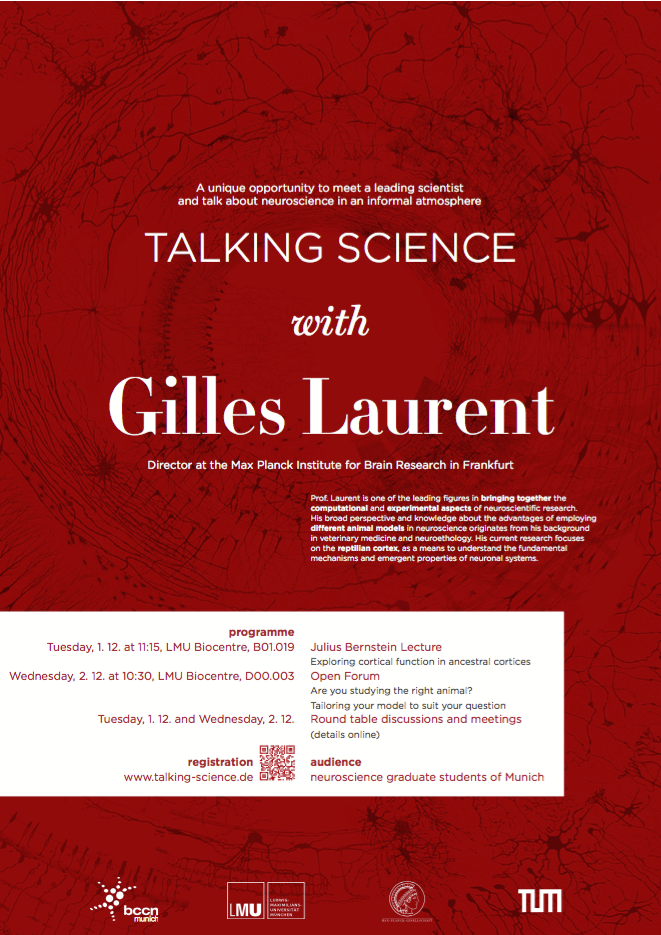 A unique opportunity to meet a leading scientist
and talk about neuroscience in an informal atmosphere
TALKING SCIENCE
with
Gilles Laurent
Director at the Max Planck Institute for Brain Research in Frankfurt
Prof. Laurent is one of the leading figures in bringing together the
computational and experimental aspects of neuroscientific research.
His broad perspective and knowledge about the advantages of employing
different animal models in neuroscience originates from his background
in veterinary medicine and neuroethology. His current research focuses
on the reptilian cortex, as a means to understand the fundamental
mechanisms and emergent properties of neuronal systems.
programme
Tuesday, 1. 12. at 11:15, LMU Biocentre, B01.019 Julius Bernstein Lecture
Exploring cortical function in ancestral cortices
Wednesday, 2. 12. at 10:30, LMU Biocentre, D00.003 Open Forum
Are you studying the right animal?
Tailoring your model to suit your question
Tuesday, 1. 12. and Wednesday, 2. 12. Round table discussions and meetings
(details online)
registration
www.talking-science.de
audience
neuroscience graduate students of Munich
bccn
munich
LMU
LUDWIG-
MAXIMILIANS-
UNIVERSITÄT
MÜNCHEN
MAX-PLANCK-GESELLSCHAFT
TUM